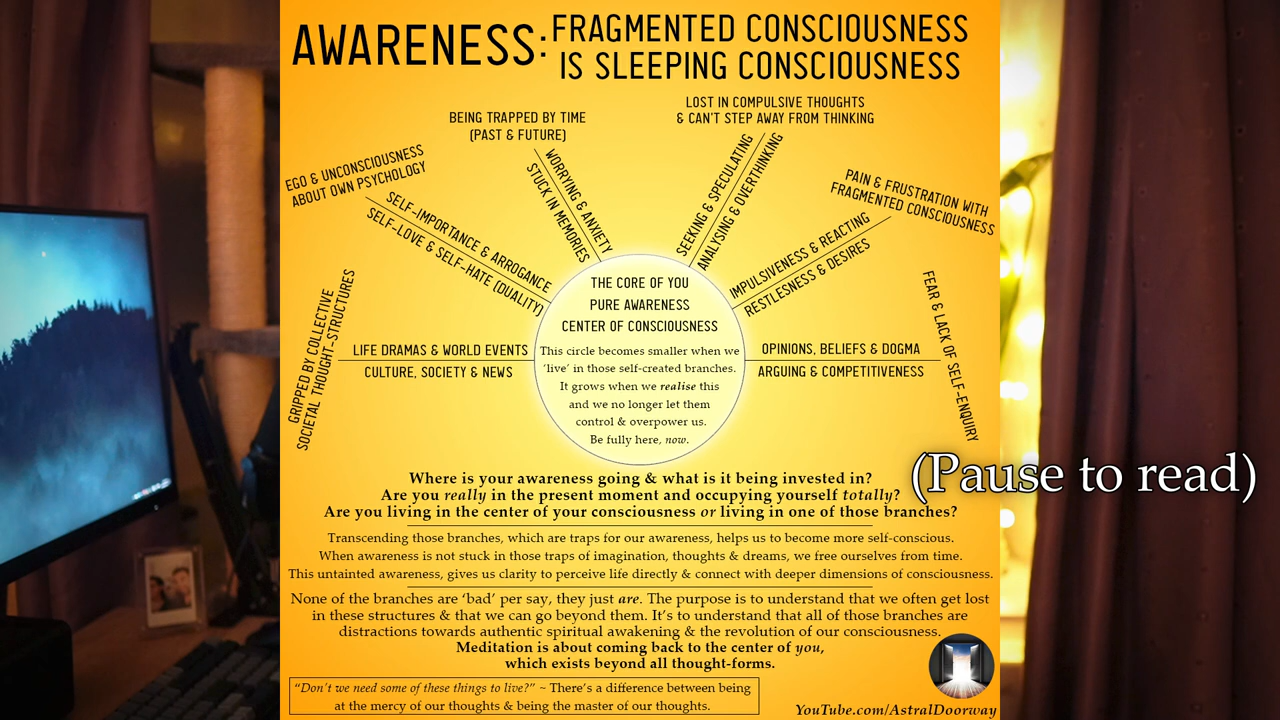 AWARENESS: FRAGMENTED CONSCIOUSNESS
IS SLEEPING CONSCIOUSNESS
LOST IN COMPULSIVE THOUGHTS
& CAN'T STEP AWAY FROM THINKING
BEING TRAPPED BY TIME
(PAST & FUTURE)
EGO & UNCONSCIOUSNESS
ABOUT OWN PSYCHOLOGY
PAIN & FRUSTRATION WITH
FRAGMENTED CONSCIOUSNESS
WORRYING & ANXIETY
STUCK IN MEMORIES
SEEKING & SPECULATING
ANALYSING & OVERTHINKING
SELF-IMPORTANCE & ARROGANCE
SELF-LOVE & SELF-HATE (DUALITY)
IMPULSIVENESS & REACTING
RESTLESNESS & DESIRES
GRIPPED BY COLLECTIVE
SOCIETAL THOUGHT-STRUCTURES
LIFE DRAMAS & WORLD EVENTS
CULTURE, SOCIETY & NEWS
OPINIONS, BELIEFS & DOGMA
ARGUING & COMPETITIVENESS
FEAR & LACK OF SELF-ENQUIRY
THE CORE OF YOU
PURE AWARENESS
CENTER OF CONSCIOUSNESS
This circle becomes smaller when we
'live' in those self-created branches.
It grows when we realise this
and we no longer let them
control & overpower us.
Be fully here, now.
Where is your awareness going & what is it being invested in?
Are you really in the present moment and occupying yourself totally?
Are you living in the center of your consciousness or living in one of those branches?
(Pause to read)
Transcending those branches, which are traps for our awareness, helps us to become more self-conscious.
When awareness is not stuck in those traps of imagination, thoughts & dreams, we free ourselves from time.
This untainted awareness, gives us clarity to perceive life directly & connect with deeper dimensions of consciousness.
None of the branches are 'bad' per say, they just are. The purpose is to understand that we often get lost
in these structures & that we can go beyond them. It's to understand that all of those branches are
distractions towards authentic spiritual awakening & the revolution of our consciousness.
Meditation is about coming back to the center of you,
which exists beyond all thought-forms.
"Don't we need some of these things to live?" ~ There's a difference between being
at the mercy of our thoughts & being the master of our thoughts.
YouTube.com/AstralDoorway